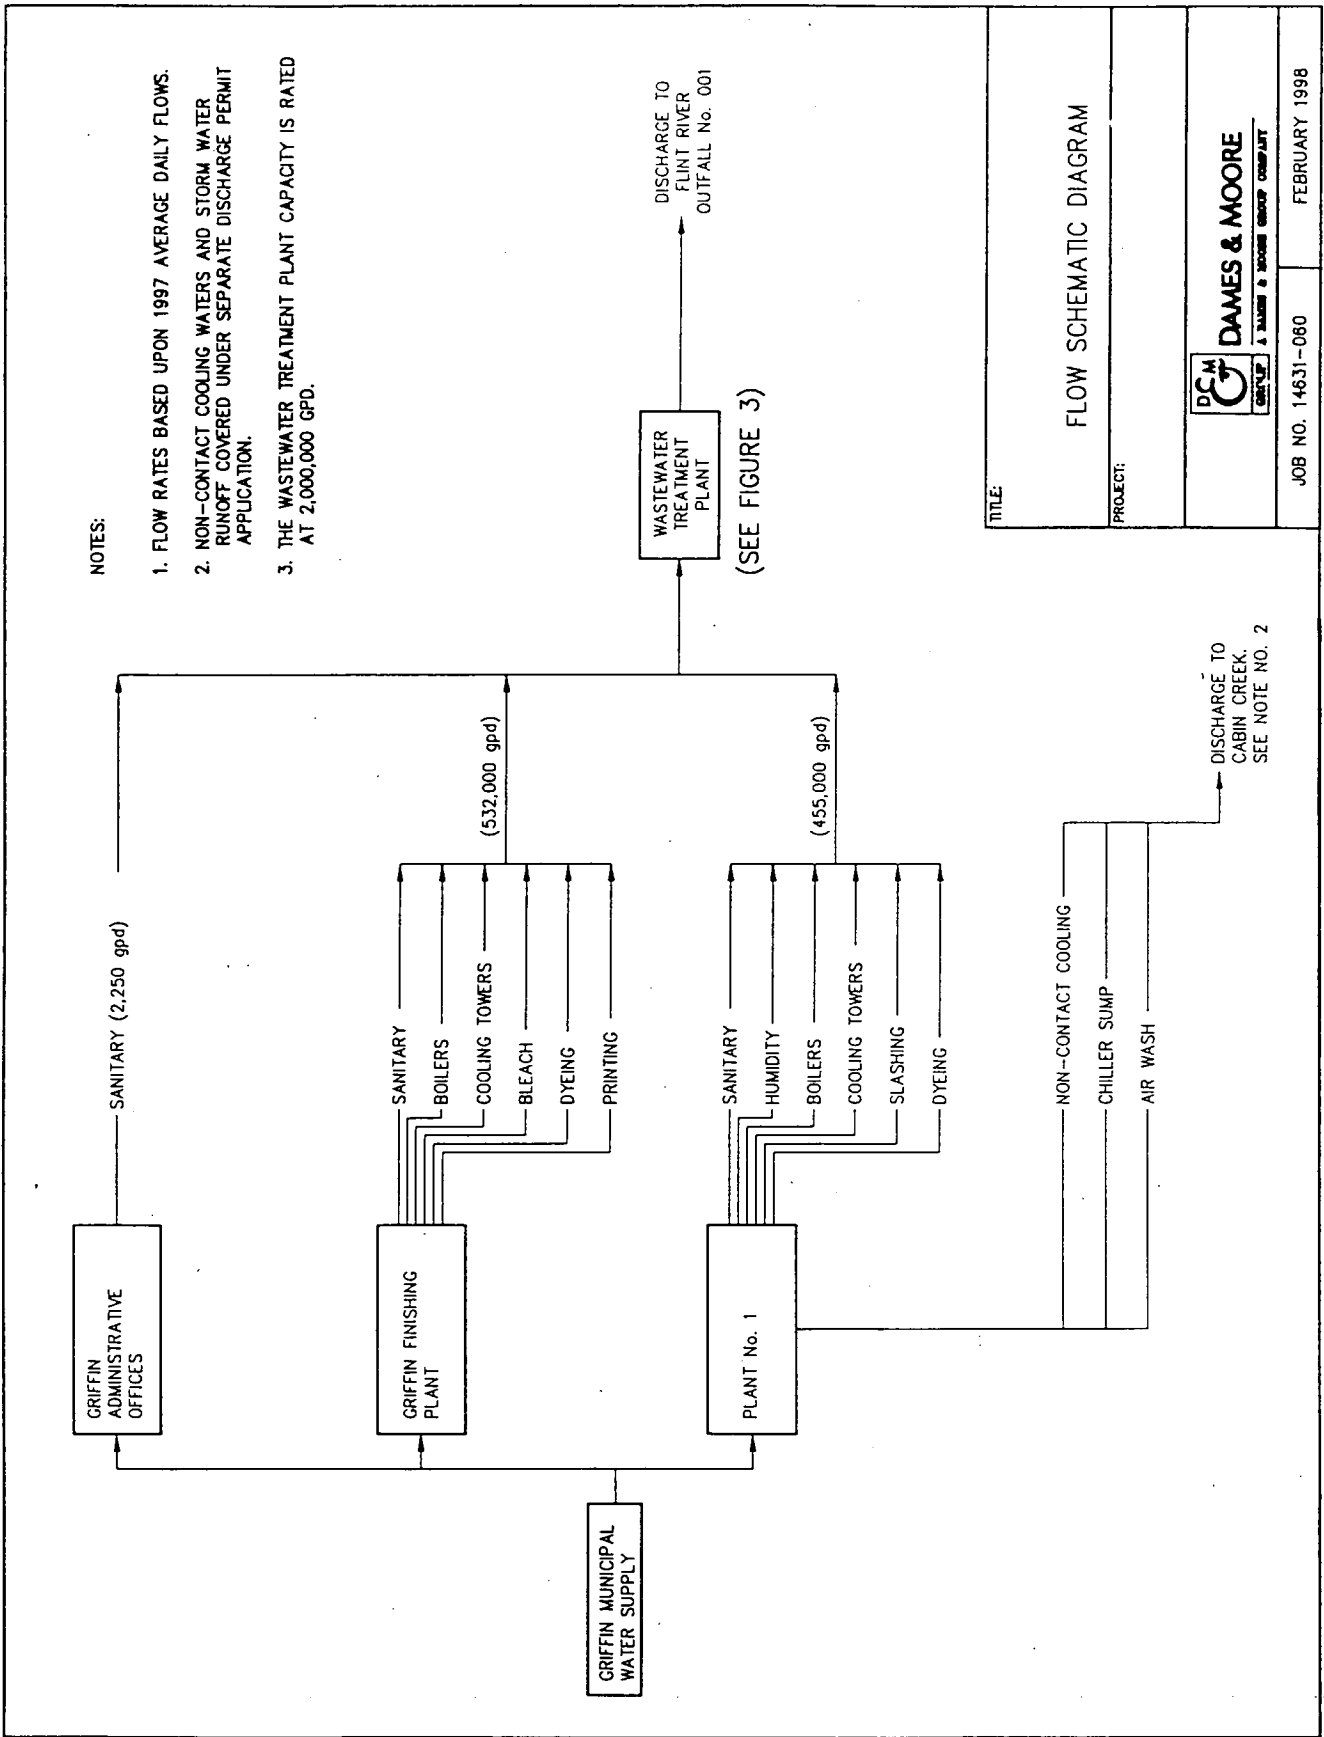 NOTES:
1. FLOW RATES BASED UPON 1997 AVERAGE DAILY FLOWS.
2. NON-CONTACT COOLING WATERS AND STORM WATER
RUNOFF COVERED UNDER SEPARATE DISCHARGE PERMIT
APPLICATION.
3. THE WASTEWATER TREATMENT PLANT CAPACITY IS RATED
AT 2,000,000 GPD.
GRIFFIN MUNICIPAL
WATER SUPPLY
GRIFFIN
ADMINISTRATIVE
OFFICES
SANITARY (2,250 gpd)
GRIFFIN FINISHING
PLANT
SANITARY
BOILERS
COOLING TOWERS
BLEACH
DYEING
PRINTING
(532,000 gpd)
PLANT No. 1
SANITARY
HUMIDITY
BOILERS
COOLING TOWERS
SLASHING
DYEING
(455,000 gpd)
NON-CONTACT COOLING
CHILLER SUMP
AIR WASH
DISCHARGE TO
CABIN CREEK.
SEE NOTE NO. 2
WASTEWATER
TREATMENT
PLANT
(SEE FIGURE 3)
DISCHARGE TO
FLINT RIVER
OUTFALL No. 001
TITLE:
FLOW SCHEMATIC DIAGRAM
PROJECT:
D&M
GROUP
DAMES & MOORE
A DAMES & MOORE GROUP COMPANY
JOB NO. 14631-060
FEBRUARY 1998